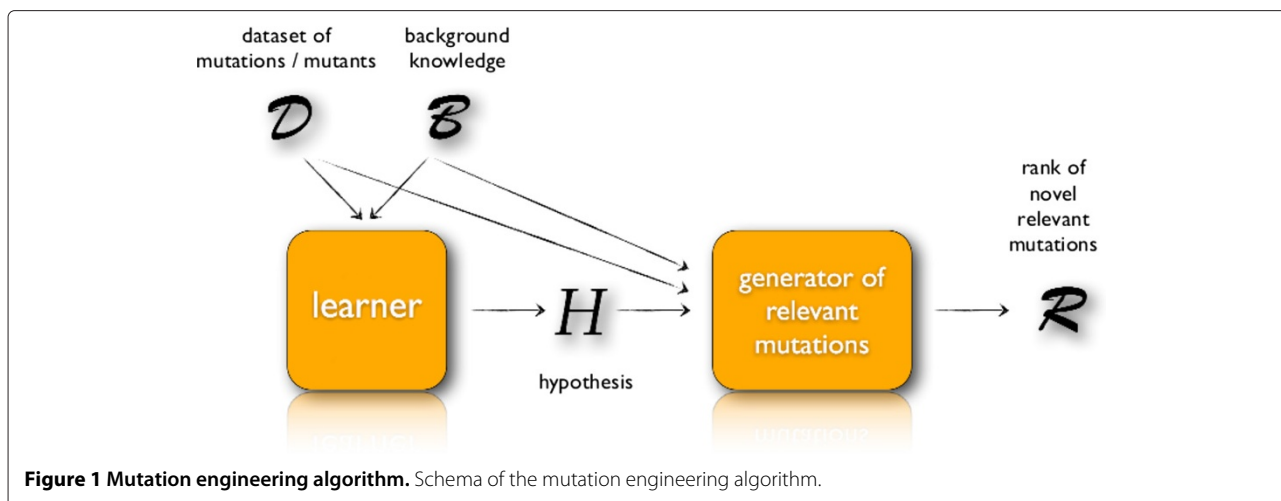 dataset of
mutations / mutants
background
knowledge
D
B
rank of
novel
relevant
mutations
learner
H
hypothesis
generator of
relevant
mutations
R
Figure 1 Mutation engineering algorithm. Schema of the mutation engineering algorithm.